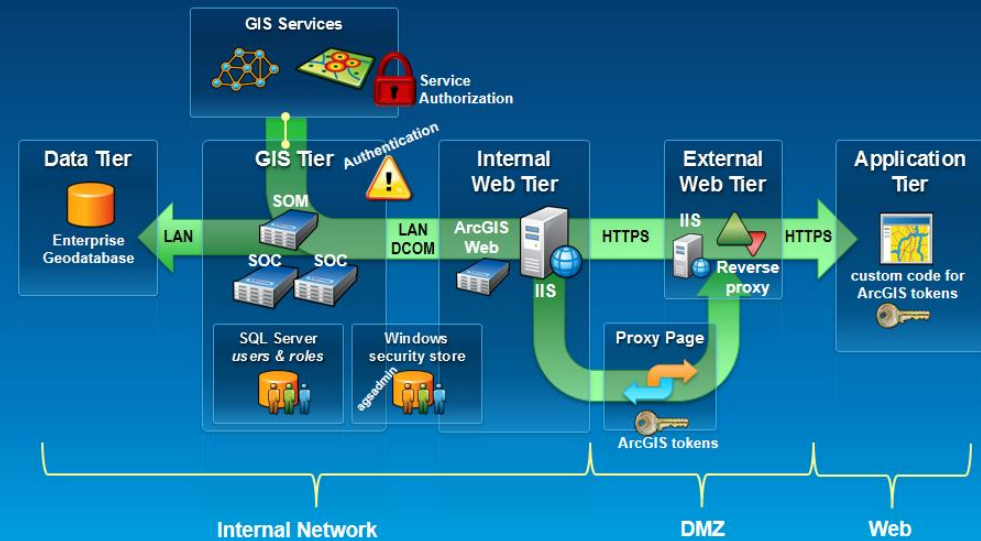 GIS Services
Service
Authorization
Data Tier
Enterprise
Geodatabase
LAN
GIS Tier
Authentication
SOM
SOC
SOC
LAN
DCOM
SQL Server
users & roles
Windows
security store
agsadmin
Internal
Web Tier
ArcGIS
Web
IIS
HTTPS
External
Web Tier
IIS
Reverse
proxy
HTTPS
Proxy Page
ArcGIS tokens
Application
Tier
custom code for
ArcGIS tokens
Internal Network
DMZ
Web